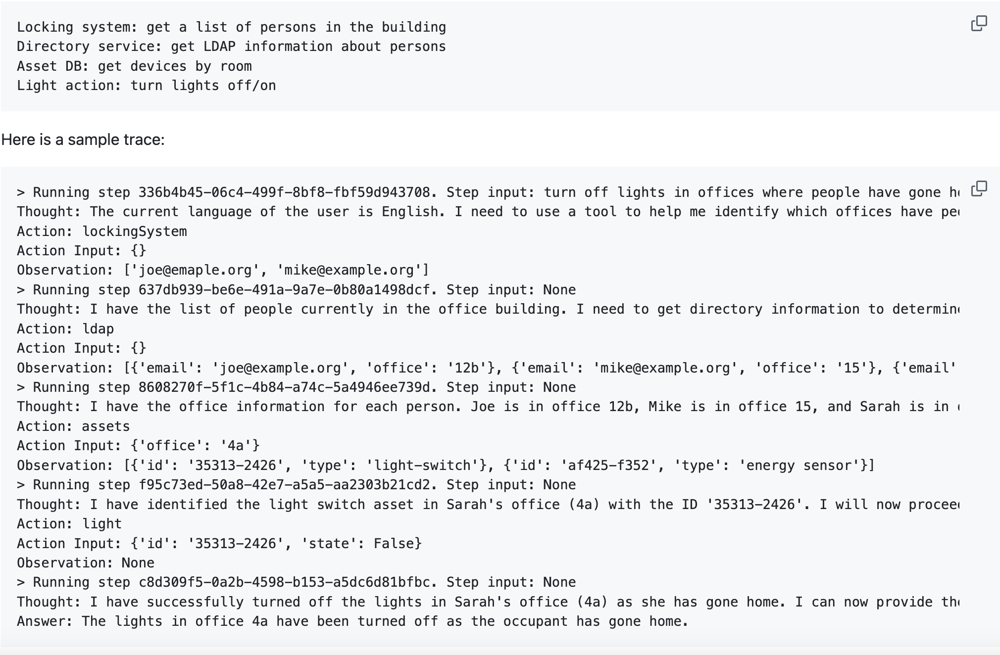 Locking system: get a list of persons in the building
Directory service: get LDAP information about persons
Asset DB: get devices by room
Light action: turn lights off/on
Here is a sample trace:
> Running step 336b4b45-06c4-499f-8bf8-fbf59d943708. Step input: turn off lights in offices where people have gone
Thought: The current language of the user is English. I need to use a tool to help me identify which offices have
Action: lockingSystem
Action Input: {}
Observation: ['joe@emaple.org', 'mike@example.org']
> Running step 637db939-be6e-491a-9a7e-0b80a1498dcf. Step input: None
Thought: I have the list of people currently in the office building. I need to get directory information to
Action: ldap
Action Input: {}
Observation: [{'email': 'joe@example.org', 'office': '12b'}, {'email': 'mike@example.org', 'office': '15'}, {'email'
> Running step 8608270f-5f1c-4b84-a74c-5a4946ee739d. Step input: None
Thought: I have the office information for each person. Joe is in office 12b, Mike is in office 15, and Sarah is in
Action: assets
Action Input: {'office': '4a'}
Observation: [{'id': '35313-2426', 'type': 'light-switch'}, {'id': 'af425-f352', 'type': 'energy sensor'}]
> Running step f95c73ed-50a8-42e7-a5a5-aa2303b21cd2. Step input: None
Thought: I have identified the light switch asset in Sarah's office (4a) with the ID '35313-2426'. I will now
Action: light
Action Input: {'id': '35313-2426', 'state': False}
Observation: None
> Running step c8d309f5-0a2b-4598-b153-a5dc6d81bfbc. Step input: None
Thought: I have successfully turned off the lights in Sarah's office (4a) as she has gone home. I can now provide
Answer: The lights in office 4a have been turned off as the occupant has gone home.